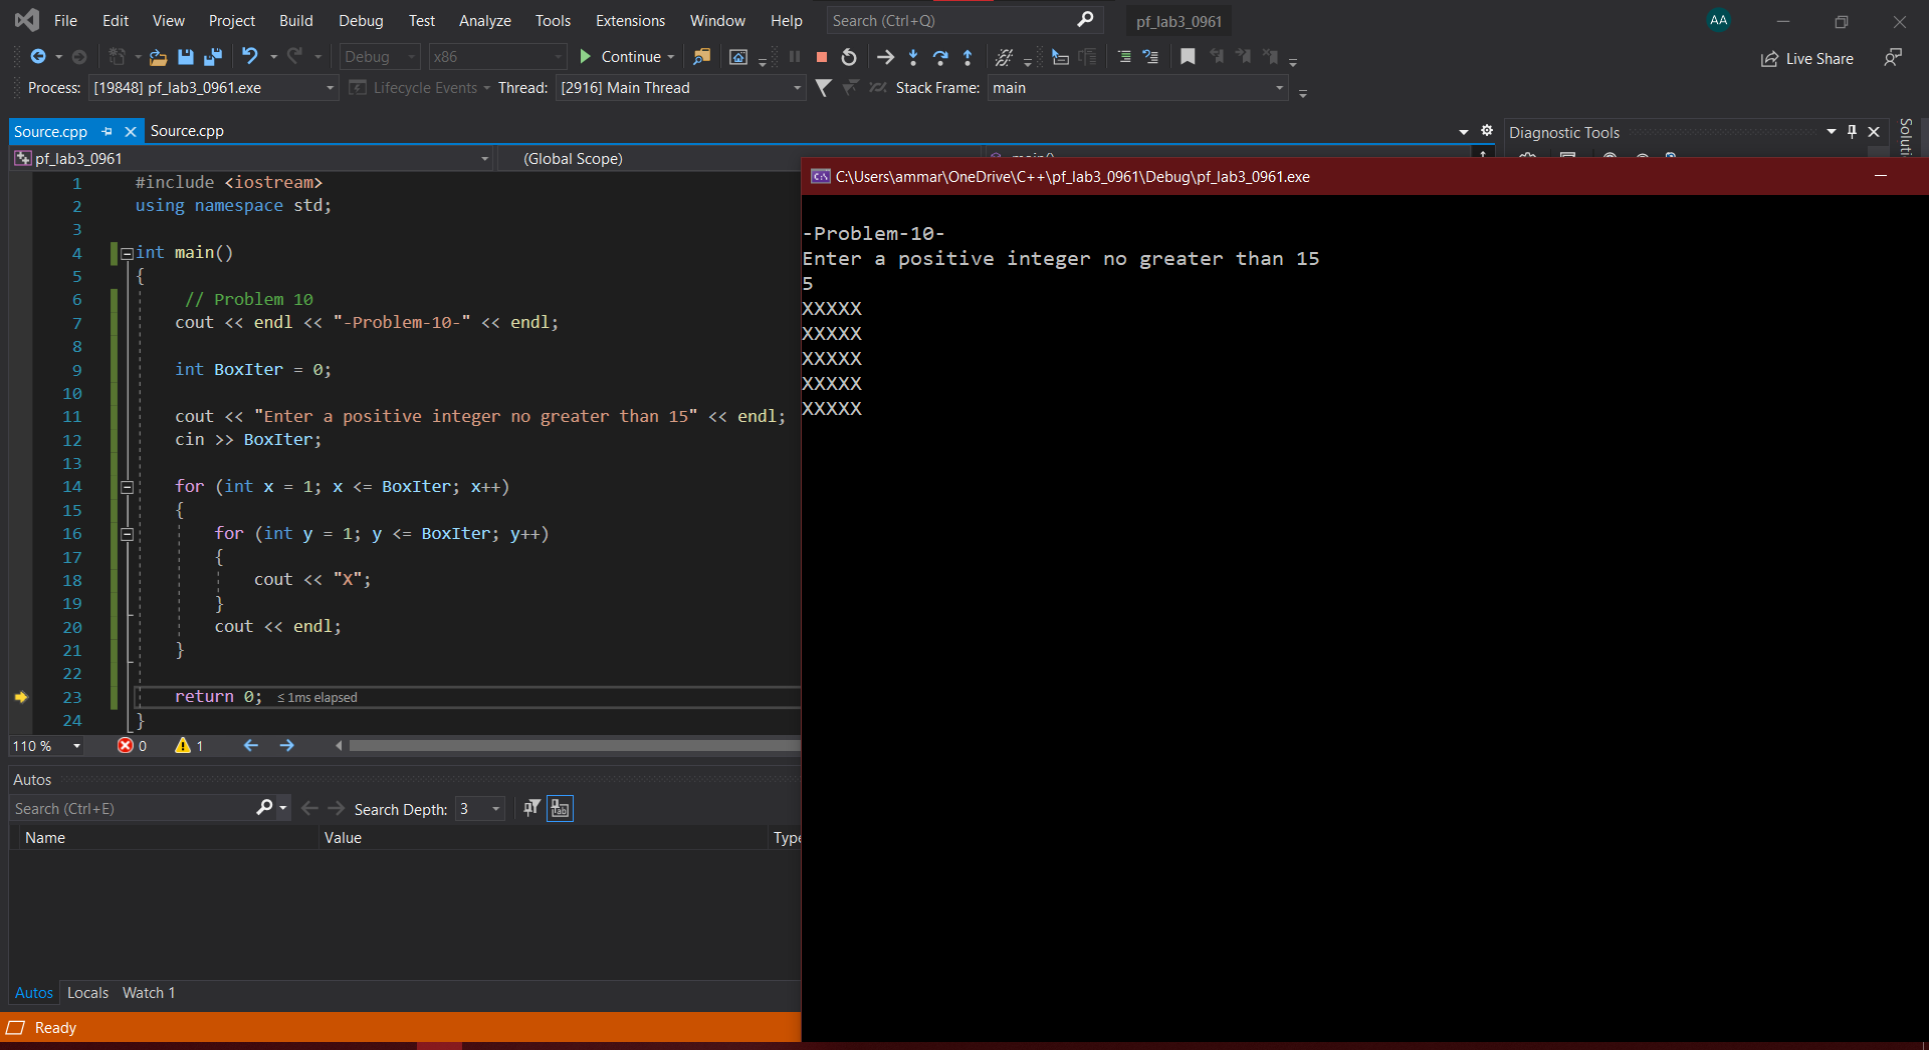 File Edit View Project Build Debug Test Analyze Tools Extensions Window Help Search (Ctrl+Q) pf_lab3_0961 AA
Debug x86 Continue Live Share
Process: [19848] pf_lab3_0961.exe Lifecycle Events Thread: [2916] Main Thread Stack Frame: main
Source.cpp Source.cpp Diagnostic Tools
pf_lab3_0961 (Global Scope) main()
1 #include <iostream>
2 using namespace std;
3
4 int main()
5 {
6 // Problem 10
7 cout << endl << "-Problem-10-" << endl;
8
9 int BoxIter = 0;
10
11 cout << "Enter a positive integer no greater than 15" << endl;
12 cin >> BoxIter;
13
14 for (int x = 1; x <= BoxIter; x++)
15 {
16 for (int y = 1; y <= BoxIter; y++)
17 {
18 cout << "X";
19 }
20 cout << endl;
21 }
22
23 return 0; ≤ 1ms elapsed
24 }
110 % 0 1
Autos
Search (Ctrl+E) Search Depth: 3
Name Value Type
Autos Locals Watch 1
Ready
C:\Users\ammar\OneDrive\C++\pf_lab3_0961\Debug\pf_lab3_0961.exe
-Problem-10-
Enter a positive integer no greater than 15
5
XXXXX
XXXXX
XXXXX
XXXXX
XXXXX